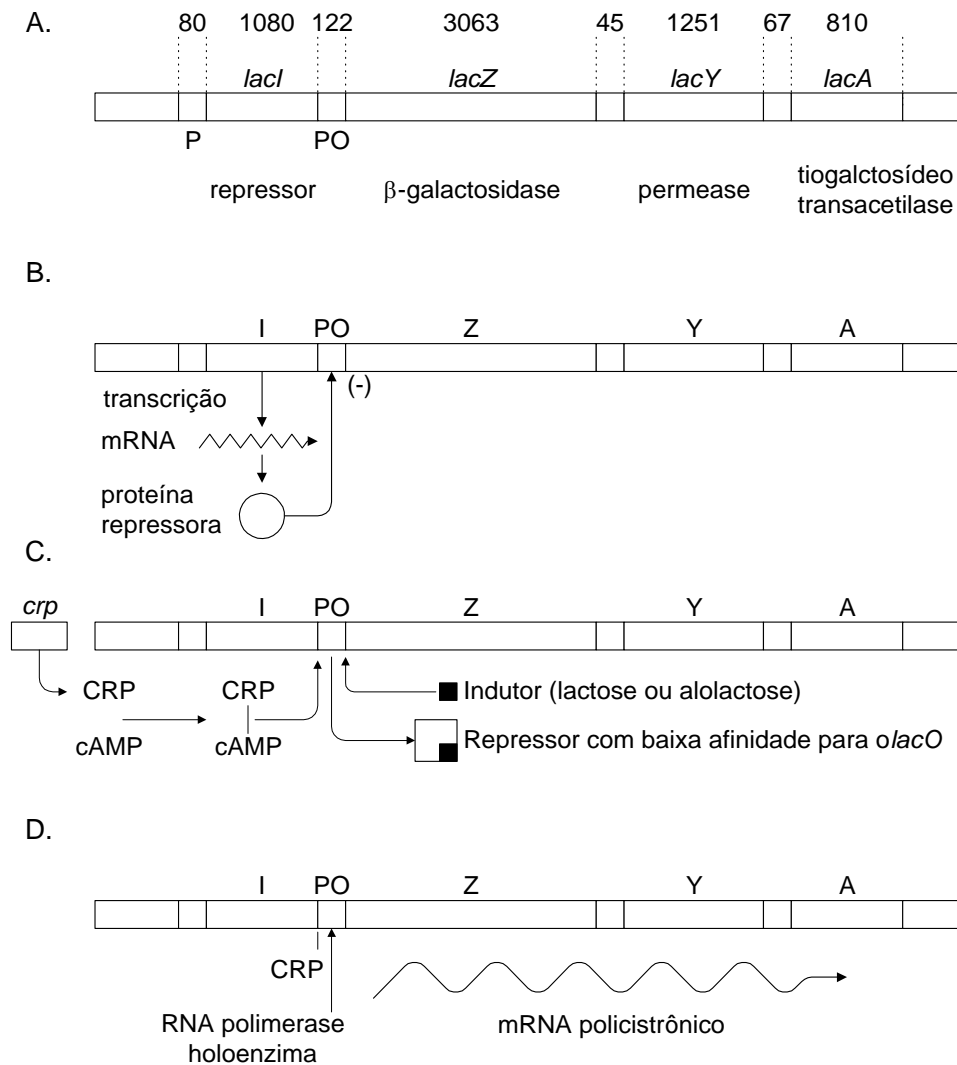 A.
80 1080 122 3063 45 1251 67 810
lacI lacZ lacY lacA
P PO
repressor β-galactosidase permease tiogalctosídeo
transacetilase
B.
I PO Z Y A
(-)
transcrição
mRNA
proteína
repressora
C.
crp I PO Z Y A
CRP CRP Indutor (lactose ou alolactose)
cAMP cAMP Repressor com baixa afinidade para olacO
D.
I PO Z Y A
CRP
RNA polimerase mRNA policistrônico
holoenzima